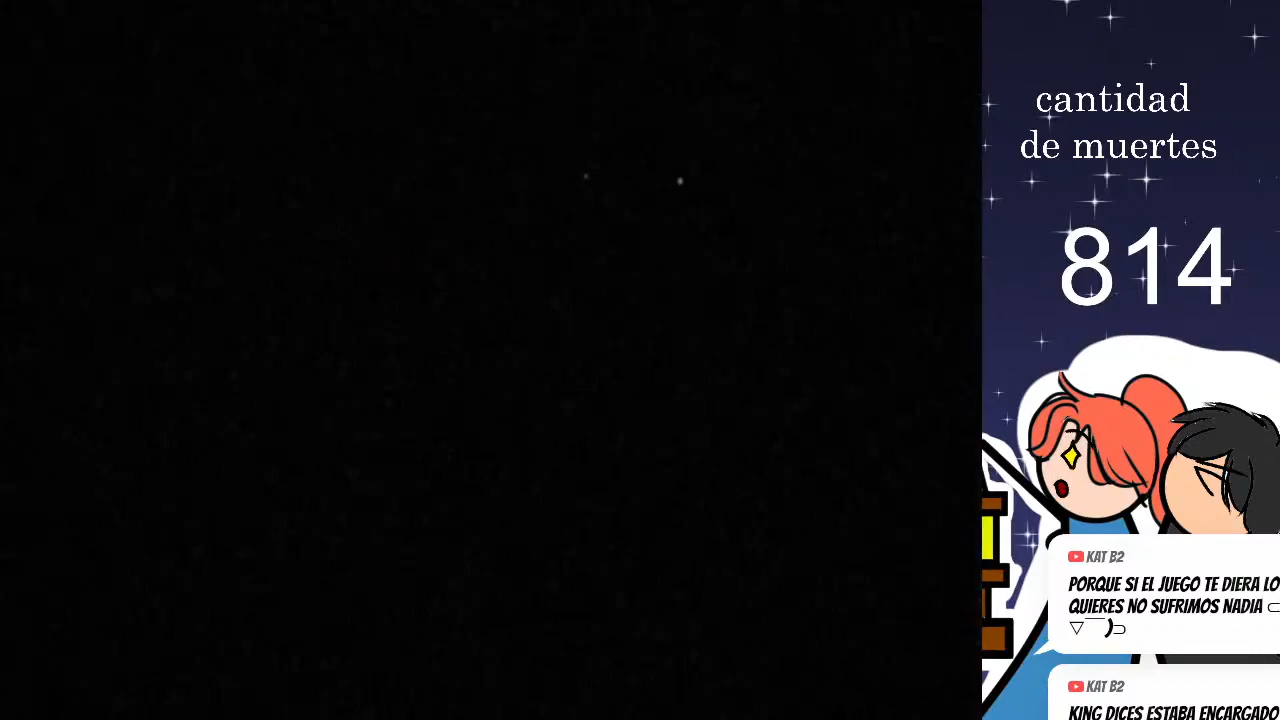 cantidad
de muertes
814
KAT B2
PORQUE SI EL JUEGO TE DIERA LO
QUIERES NO SUFRIMOS NADIA ⊂
▽‾‾)⊃
KAT B2
KING DICES ESTABA ENCARGADO